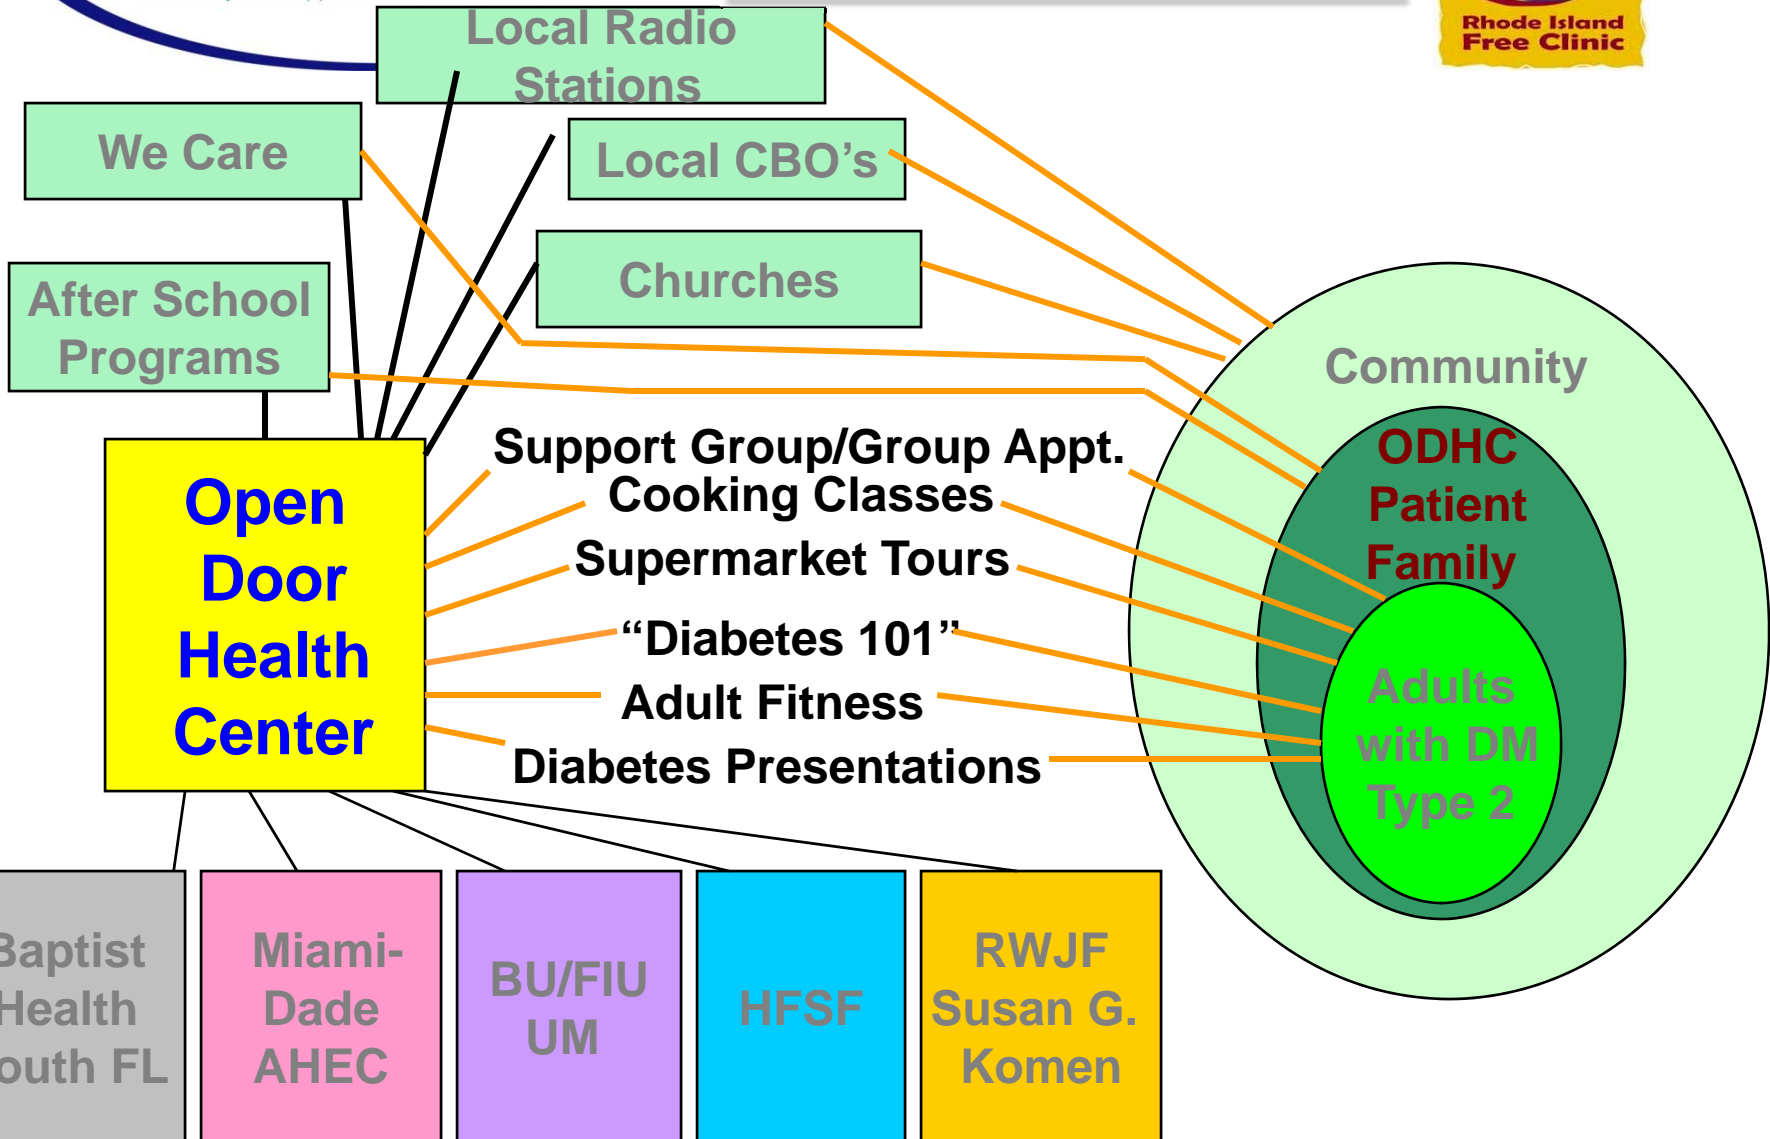 Rhode Island
Free Clinic
Local Radio
Stations
We Care
Local CBO’s
Churches
After School
Programs
Community
ODHC
Patient
Family
Adults
with DM
Type 2
Open
Door
Health
Center
Support Group/Group Appt.
Cooking Classes
Supermarket Tours
“Diabetes 101”
Adult Fitness
Diabetes Presentations
Baptist
Health
outh FL
Miami-
Dade
AHEC
BU/FIU
UM
HFSF
RWJF
Susan G.
Komen